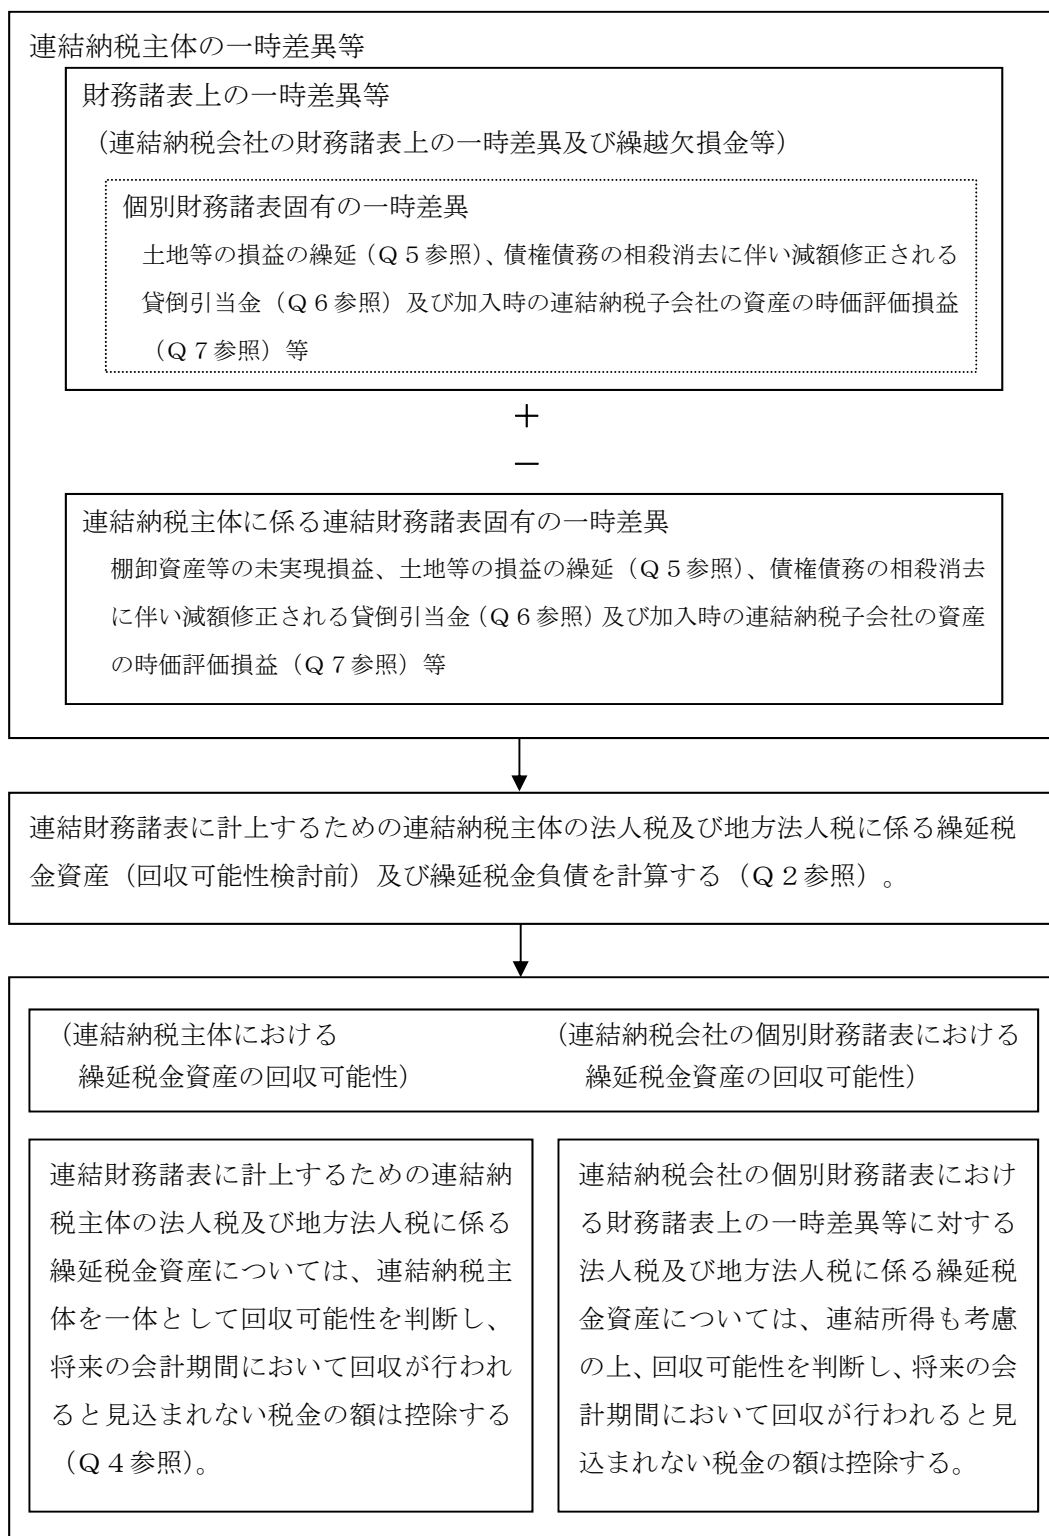 連結納税主体の一時差異等
財務諸表上の一時差異等
(連結納税会社の財務諸表上の一時差異及び繰越欠損金等)
個別財務諸表固有の一時差異
土地等の損益の繰延（Ｑ５参照）、債権債務の相殺消去に伴い減額修正される
貸倒引当金（Ｑ６参照）及び加入時の連結納税子会社の資産の時価評価損益
（Ｑ７参照）等
＋
－
連結納税主体に係る連結財務諸表固有の一時差異
棚卸資産等の未実現損益、土地等の損益の繰延（Ｑ５参照）、債権債務の相殺消去
に伴い減額修正される貸倒引当金（Ｑ６参照）及び加入時の連結納税子会社の資産
の時価評価損益（Ｑ７参照）等
連結財務諸表に計上するための連結納税主体の法人税及び地方法人税に係る繰延税
金資産（回収可能性検討前）及び繰延税金負債を計算する（Ｑ２参照）。
（連結納税主体における
繰延税金資産の回収可能性）
（連結納税会社の個別財務諸表における
繰延税金資産の回収可能性）
連結財務諸表に計上するための連結納
税主体の法人税及び地方法人税に係る
繰延税金資産については、連結納税主
体を一体として回収可能性を判断し、
将来の会計期間において回収が行われ
ると見込まれない税金の額は控除する
（Ｑ４参照）。
連結納税会社の個別財務諸表におけ
る財務諸表上の一時差異等に対する
法人税及び地方法人税に係る繰延税
金資産については、連結所得も考慮
の上、回収可能性を判断し、将来の会
計期間において回収が行われると見
込まれない税金の額は控除する。